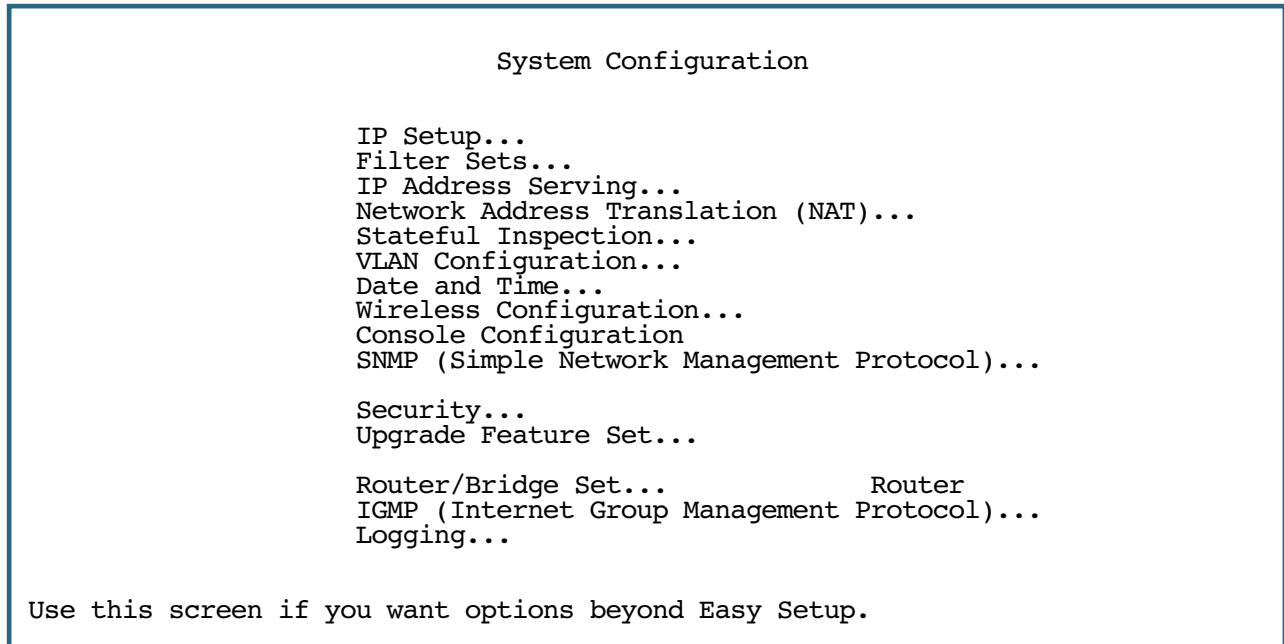 System Configuration
IP Setup...
Filter Sets...
IP Address Serving...
Network Address Translation (NAT)...
Stateful Inspection...
VLAN Configuration...
Date and Time...
Wireless Configuration...
Console Configuration
SNMP (Simple Network Management Protocol)...
Security...
Upgrade Feature Set...
Router/Bridge Set... Router
IGMP (Internet Group Management Protocol)...
Logging...
Use this screen if you want options beyond Easy Setup.